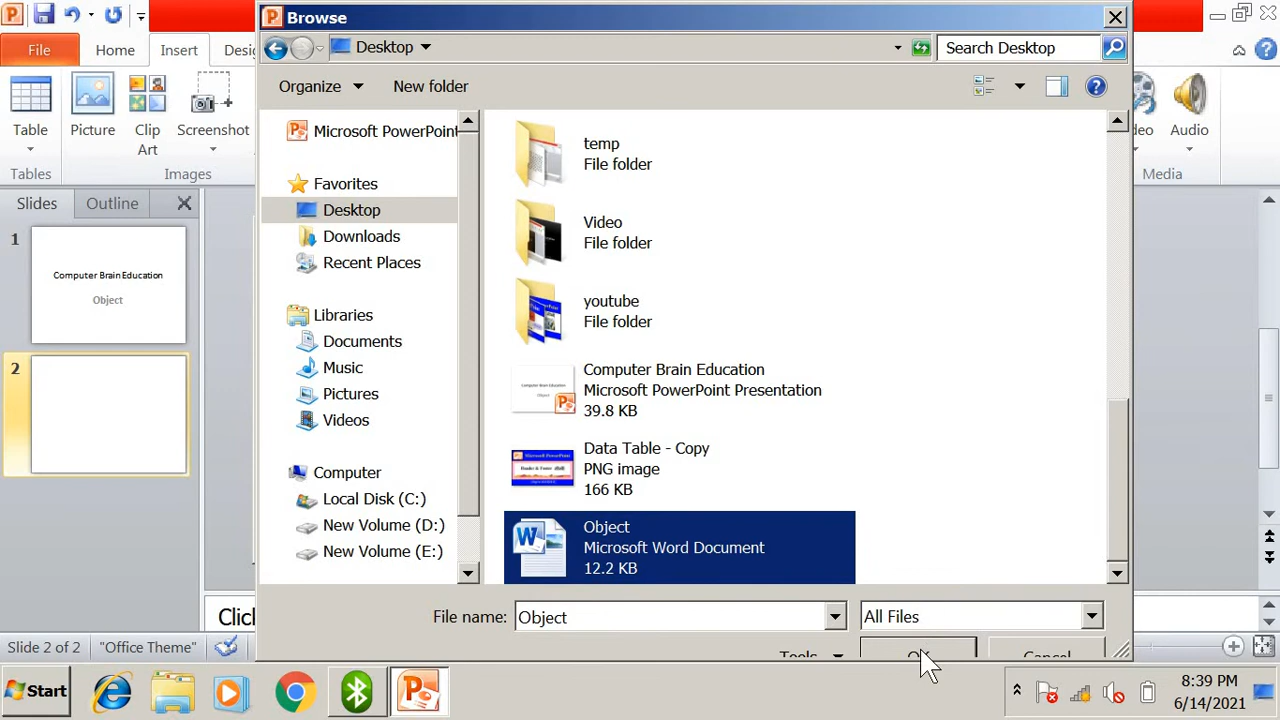 Browse
File
Home
Insert
Table
Picture
Clip
Art
Screenshot
Audio
Tables
Images
Media
Desktop
Search Desktop
Organize
New folder
Microsoft PowerPoint
Favorites
Desktop
Downloads
Recent Places
Libraries
Documents
Music
Pictures
Videos
Computer
Local Disk (C:)
New Volume (D:)
New Volume (E:)
temp
File folder
Video
File folder
youtube
File folder
Computer Brain Education
Microsoft PowerPoint Presentation
39.8 KB
Data Table - Copy
PNG image
166 KB
Object
Microsoft Word Document
12.2 KB
File name: Object
All Files
Tools
Cancel
Slides
Outline
1
Computer Brain Education
Object
2
Slide 2 of 2
"Office Theme"
Start
8:39 PM
6/14/2021